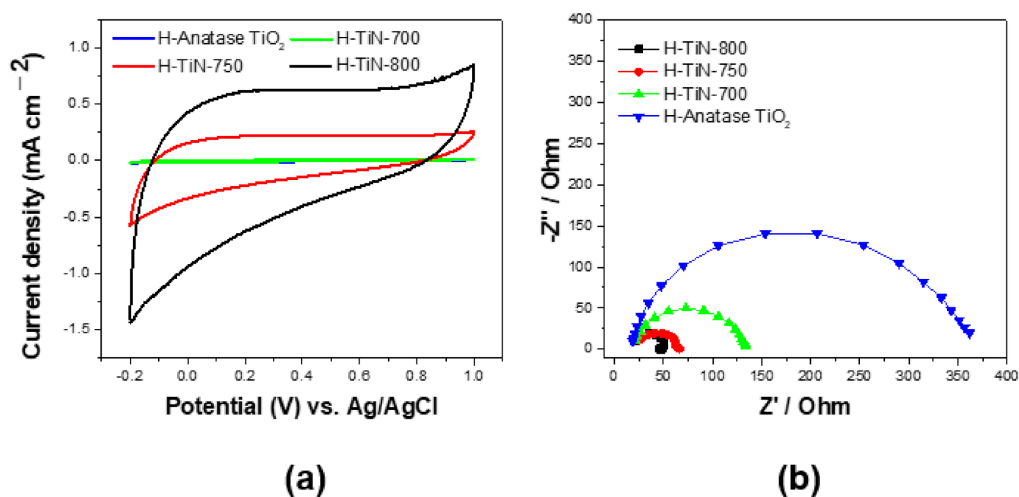 H-Anatase TiO₂ H-TiN-700
H-TiN-750 H-TiN-800
Current density (mA cm⁻²)
1.0
0.5
0.0
-0.5
-1.0
-1.5
-0.2 0.0 0.2 0.4 0.6 0.8 1.0
Potential (V) vs. Ag/AgCl
(a)
H-TiN-800
H-TiN-750
H-TiN-700
H-Anatase TiO₂
-Z'' / Ohm
400
350
300
250
200
150
100
50
0
0 50 100 150 200 250 300 350 400
Z' / Ohm
(b)